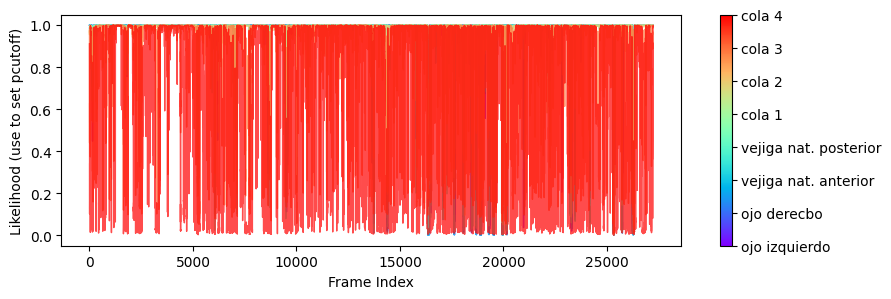 1.0
0.8
0.6
0.4
0.2
0.0
Likelihood (use to set pcutoff)
0
5000
10000
15000
20000
25000
Frame Index
cola 4
cola 3
cola 2
cola 1
vejiga nat. posterior
vejiga nat. anterior
ojo derecbo
ojo izquierdo